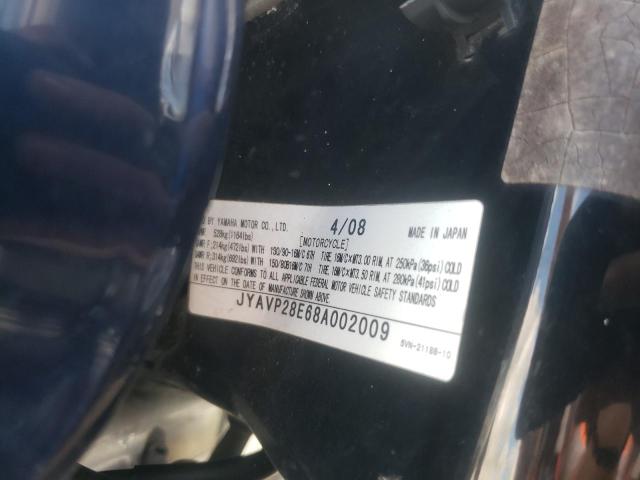 BY YAMAHA MOTOR CO., LTD. 4/08 MADE IN JAPAN
528kg(1164lbs) [MOTORCYCLE]
F. 214kg(472lbs) WITH 130/90-16M/C 67H TIRE 16M/C×MT3.00 RIM, AT 250kPa(36psi)COLD
GAWR R. 314kg(692lbs) WITH 150/80B16M/C 71H TIRE 16M/C×MT3.50 RIM, AT 280kPa(41psi)COLD
THIS VEHICLE CONFORMS TO ALL APPLICABLE FEDERAL MOTOR VEHICLE SAFETY STANDARDS
IN EFFECT ON THE DATE OF MANUFACTURE SHOWN ABOVE
JYAVP28E68A002009
5VN-2118B-10